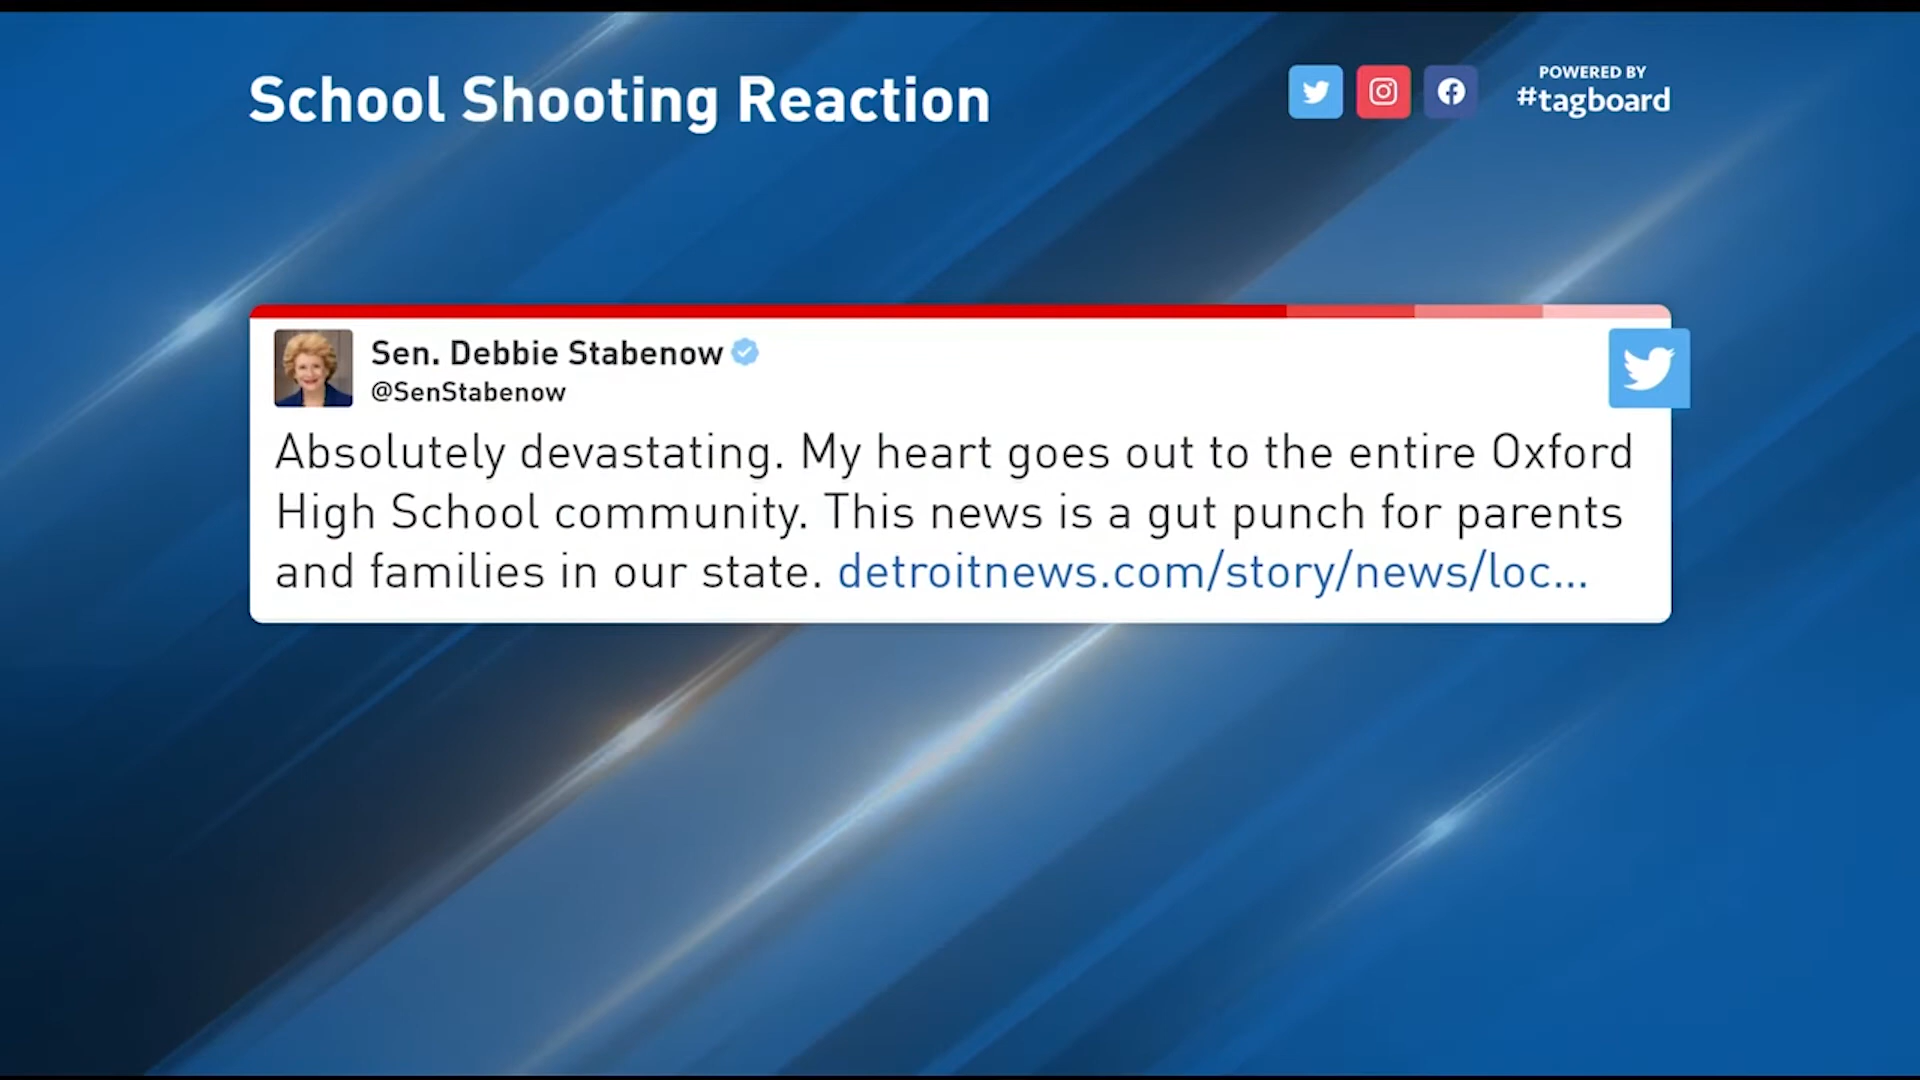 School Shooting Reaction
POWERED BY
#tagboard
Sen. Debbie Stabenow
@SenStabenow
Absolutely devastating. My heart goes out to the entire Oxford
High School community. This news is a gut punch for parents
and families in our state. detroitnews.com/story/news/loc...